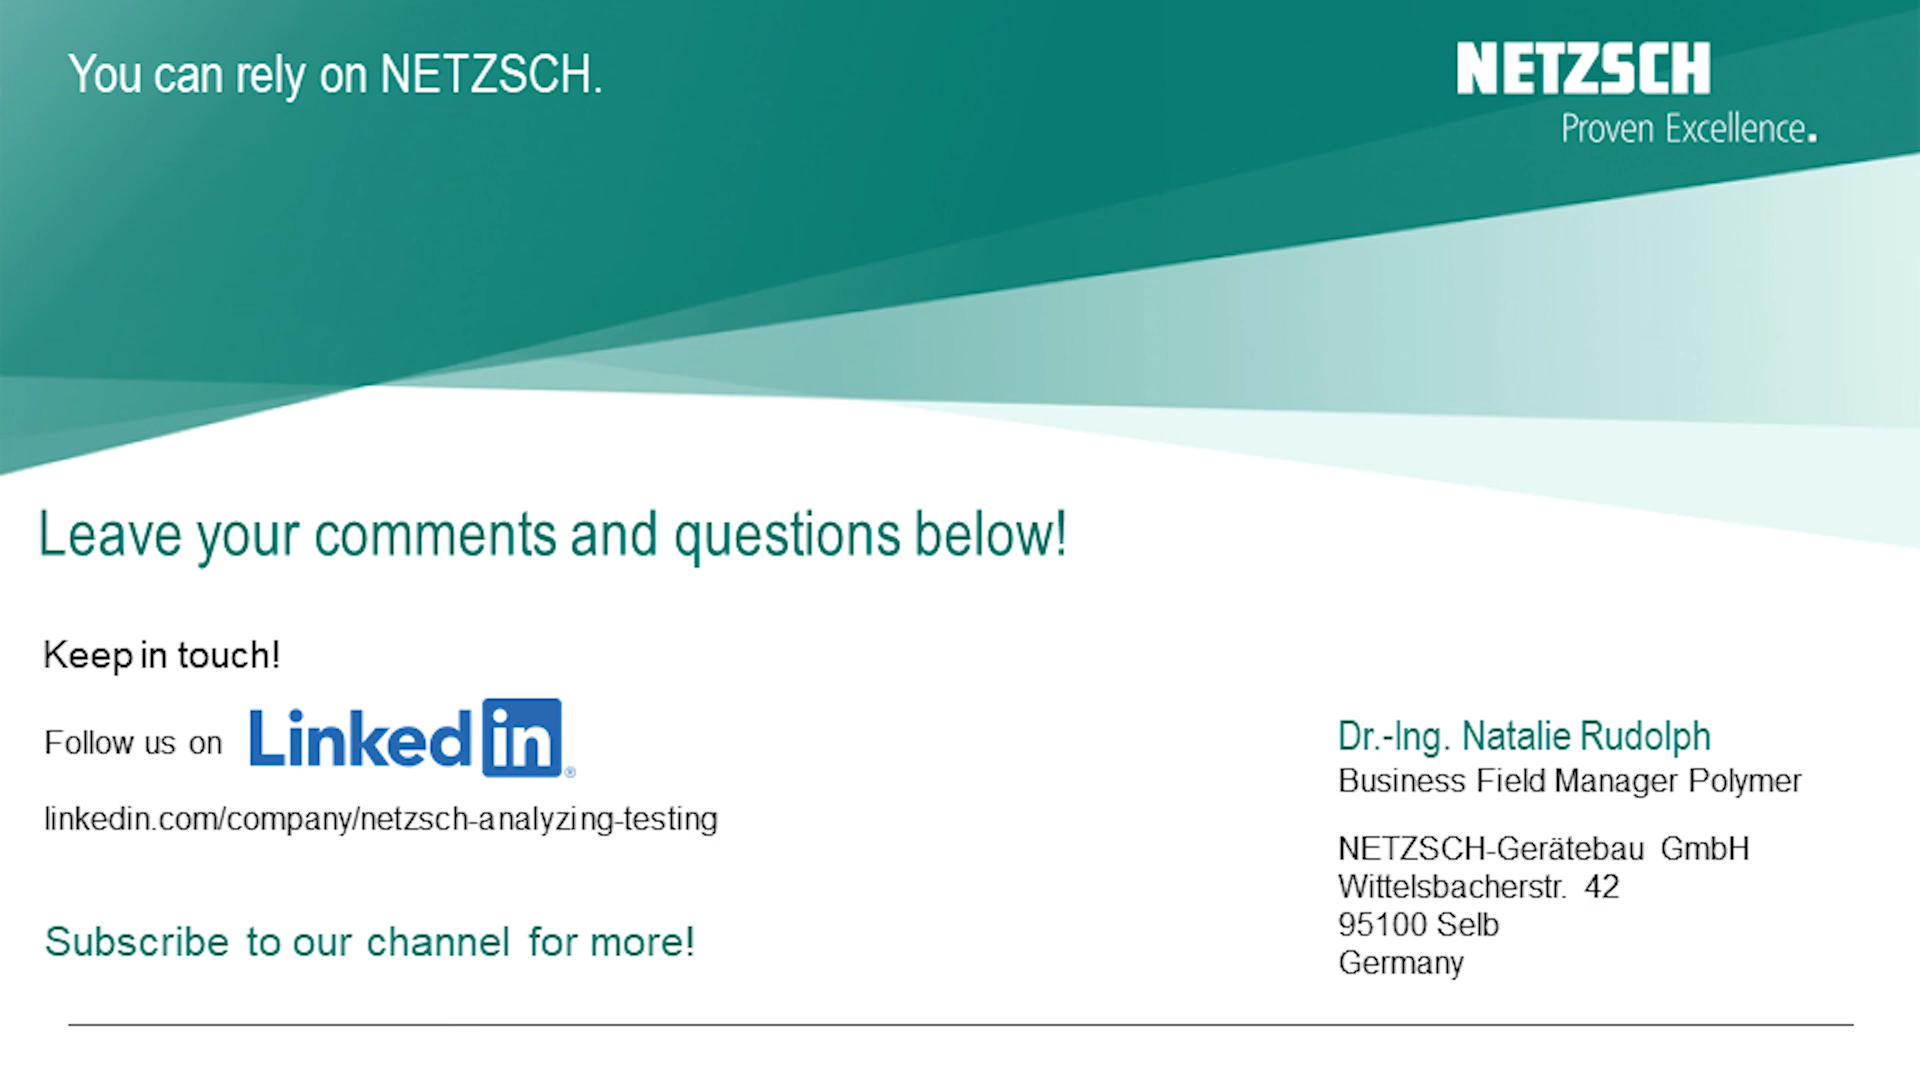 You can rely on NETZSCH.
NETZSCH
Proven Excellence.
Leave your comments and questions below!
Keep in touch!
Follow us on LinkedIn®
linkedin.com/company/netzsch-analyzing-testing
Subscribe to our channel for more!
Dr.-Ing. Natalie Rudolph
Business Field Manager Polymer
NETZSCH-Gerätebau GmbH
Wittelsbacherstr. 42
95100 Selb
Germany